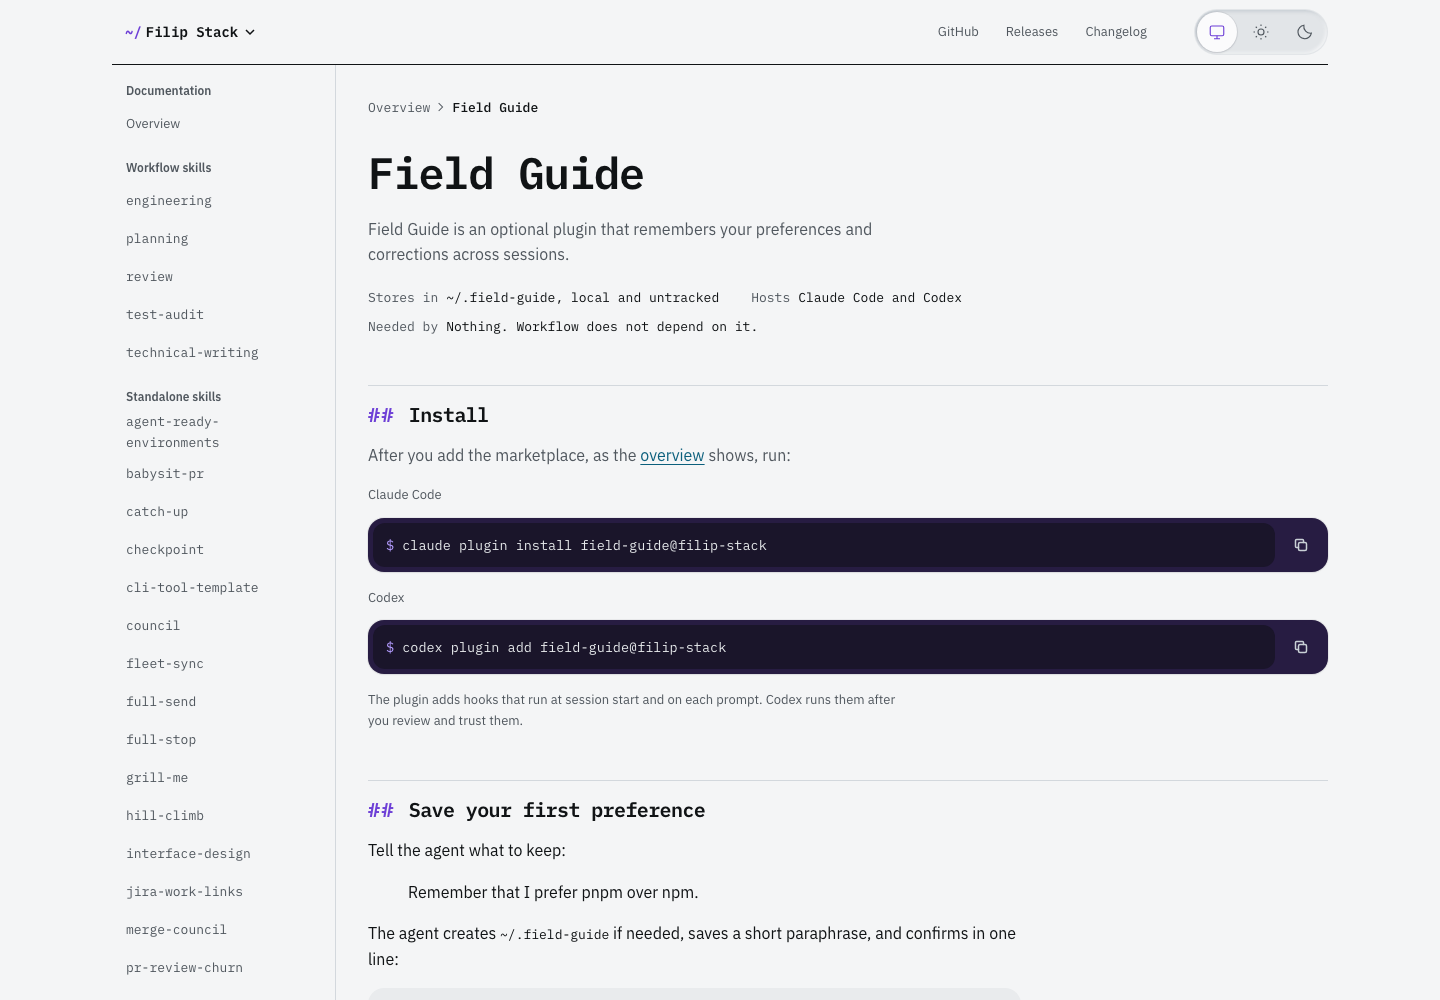 ~/ Filip Stack
GitHub
Releases
Changelog
Documentation
Overview
Workflow skills
engineering
planning
review
test-audit
technical-writing
Standalone skills
agent-ready-
environments
babysit-pr
catch-up
checkpoint
cli-tool-template
council
fleet-sync
full-send
full-stop
grill-me
hill-climb
interface-design
jira-work-links
merge-council
pr-review-churn
Overview > Field Guide
Field Guide
Field Guide is an optional plugin that remembers your preferences and
corrections across sessions.
Stores in ~/.field-guide, local and untracked Hosts Claude Code and Codex
Needed by Nothing. Workflow does not depend on it.
## Install
After you add the marketplace, as the overview shows, run:
Claude Code
$ claude plugin install field-guide@filip-stack
Codex
$ codex plugin add field-guide@filip-stack
The plugin adds hooks that run at session start and on each prompt. Codex runs them after
you review and trust them.
## Save your first preference
Tell the agent what to keep:
Remember that I prefer pnpm over npm.
The agent creates ~/.field-guide if needed, saves a short paraphrase, and confirms in one
line: